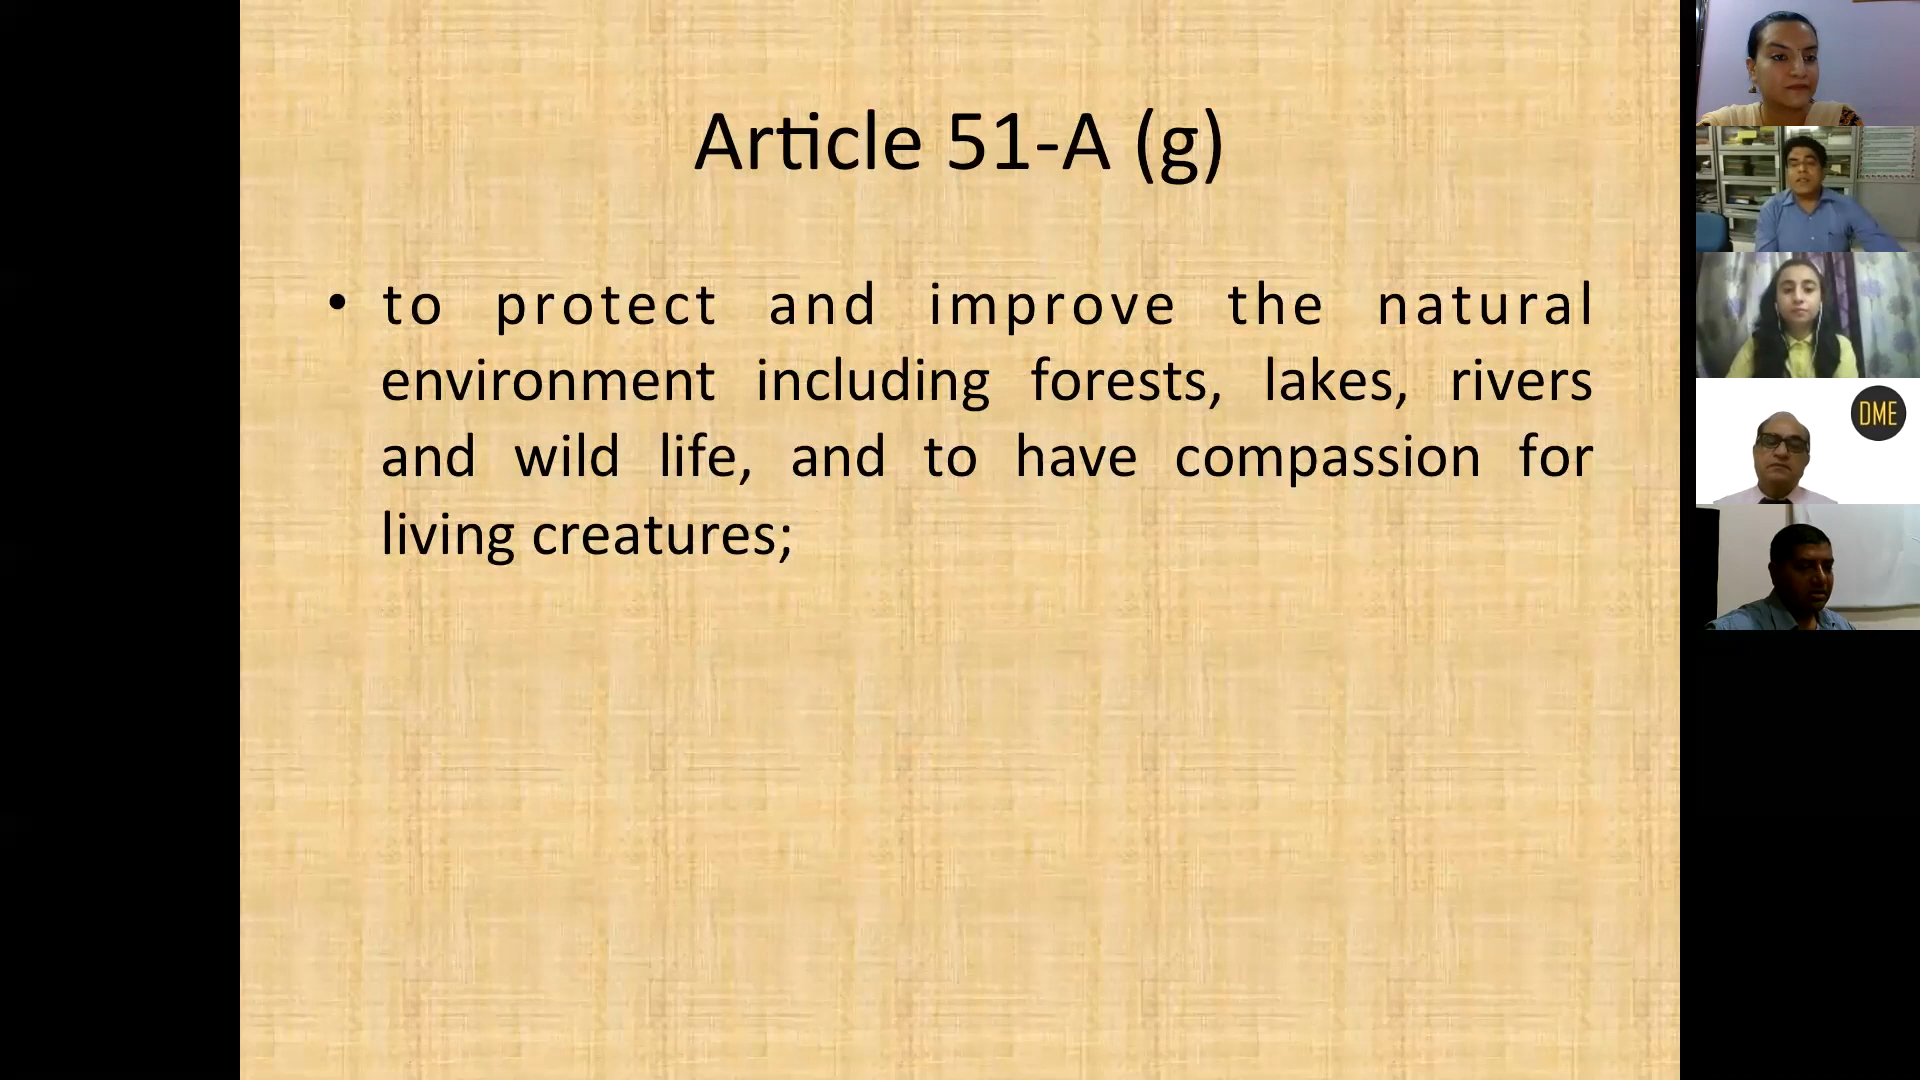 Article 51-A (g)
• to protect and improve the natural
environment including forests, lakes, rivers
and wild life, and to have compassion for
living creatures;
DME